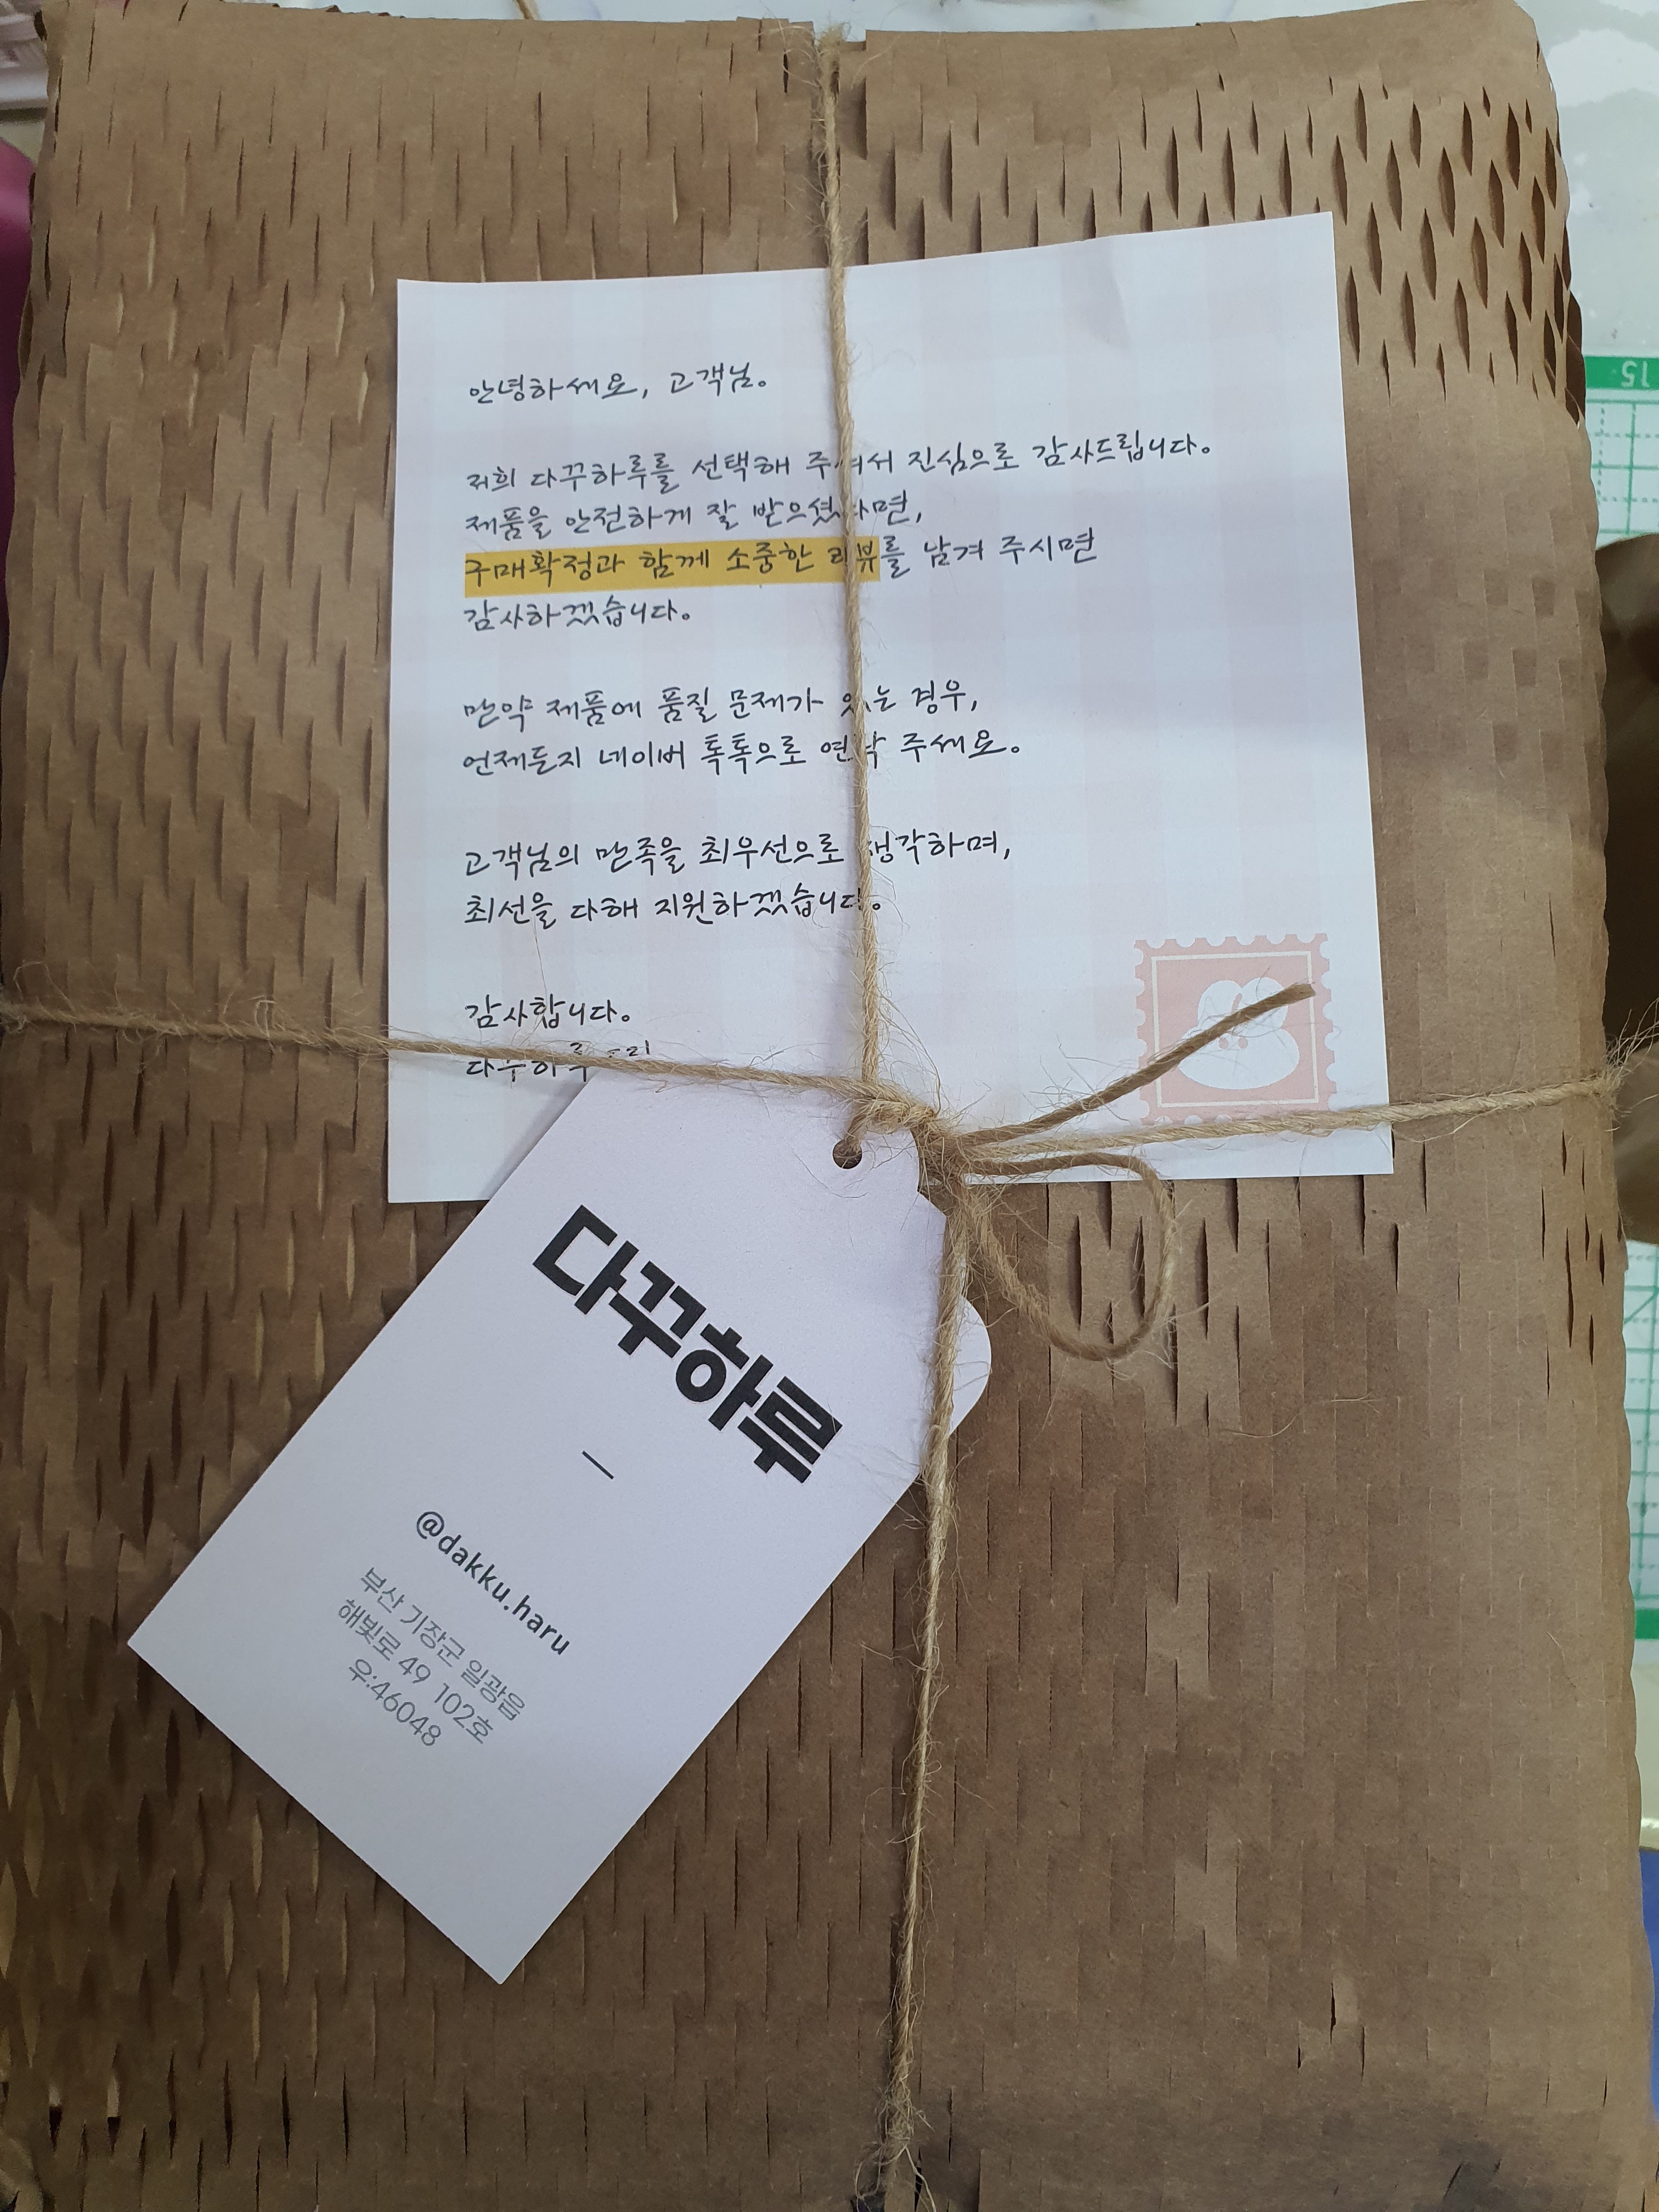 안녕하세요, 고객님.
저희 다꾸하루를 선택해 주셔서 진심으로 감사드립니다.
제품을 안전하게 잘 받으셨다면,
구매확정과 함께 소중한 리뷰를 남겨 주시면
감사하겠습니다.
만약 제품에 품질 문제가 있는 경우,
언제든지 네이버 톡톡으로 연락 주세요.
고객님의 만족을 최우선으로 생각하며,
최선을 다해 지원하겠습니다.
감사합니다.
다꾸하루
다꾸하루
@dakku.haru
부산 기장군 일광읍
해빛로 49 102호
우:46048
15